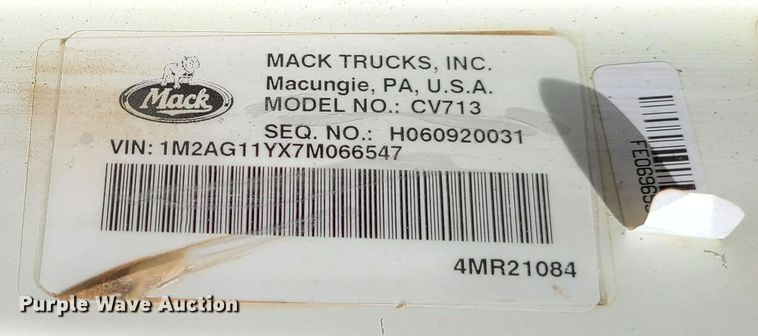 MACK TRUCKS, INC.
Macungie, PA, U.S.A.
MODEL NO.: CV713
SEQ. NO.: H060920031
Mack
VIN: 1M2AG11YX7M066547
4MR21084
Purple Wave Auction